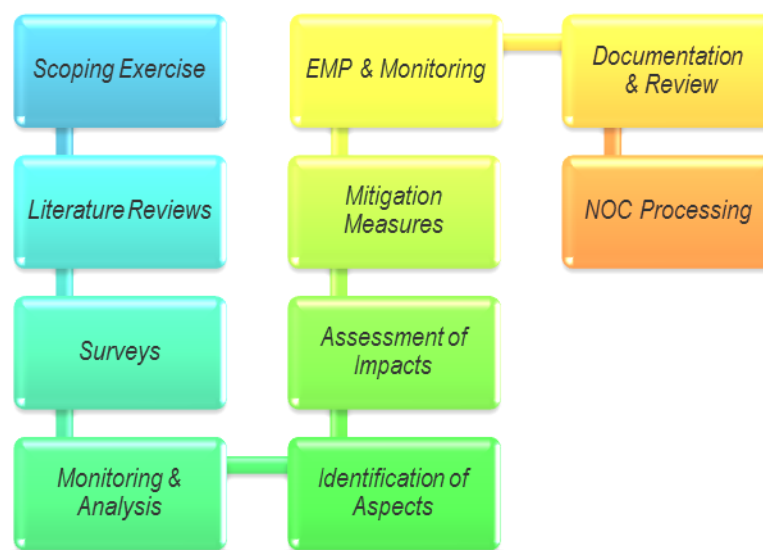 Scoping Exercise
Literature Reviews
Surveys
Monitoring &
Analysis
Identification of
Aspects
Assessment of
Impacts
Mitigation
Measures
EMP & Monitoring
Documentation
& Review
NOC Processing